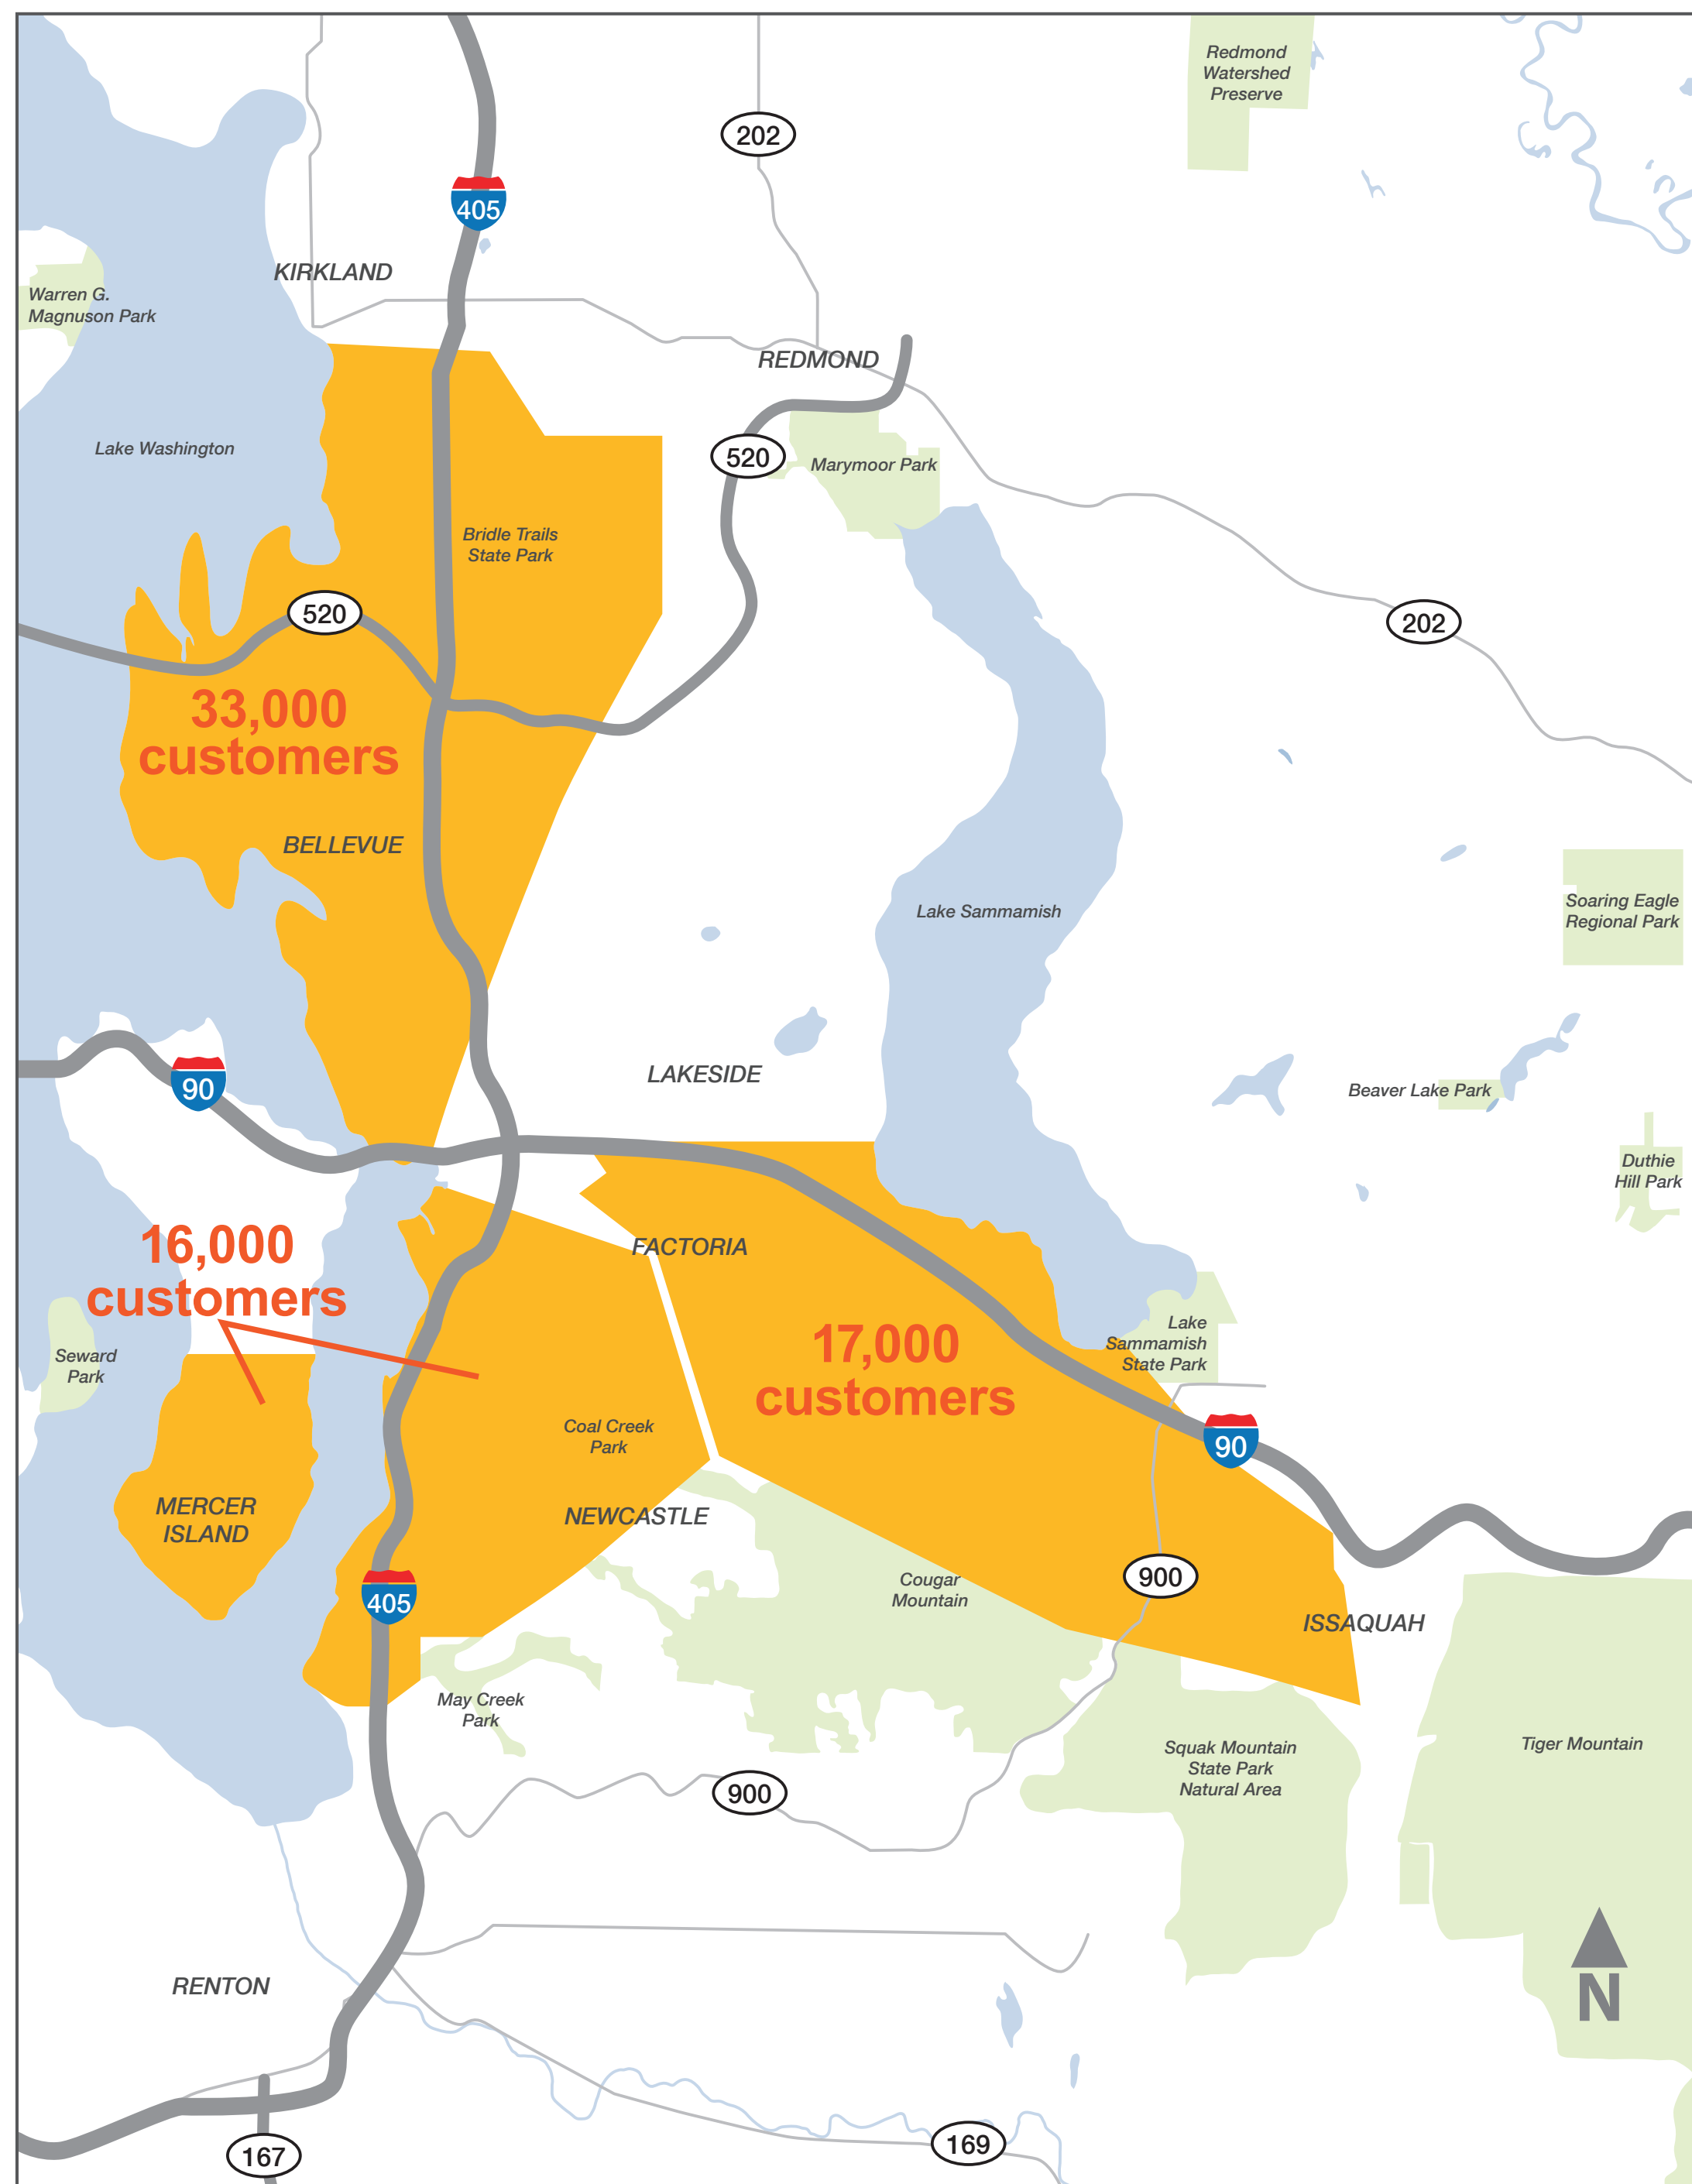 Redmond
Watershed
Preserve
202
405
KIRKLAND
Warren G.
Magnuson Park
REDMOND
Lake Washington
520
Marymoor Park
Bridle Trails
State Park
520
202
33,000
customers
BELLEVUE
Lake Sammamish
Soaring Eagle
Regional Park
90
LAKESIDE
Beaver Lake Park
Duthie
Hill Park
16,000
customers
FACTORIA
17,000
customers
Lake
Sammamish
State Park
Seward
Park
Coal Creek
Park
90
MERCER
ISLAND
NEWCASTLE
405
Cougar
Mountain
900
ISSAQUAH
May Creek
Park
Squak Mountain
State Park
Natural Area
Tiger Mountain
900
RENTON
N
167
169